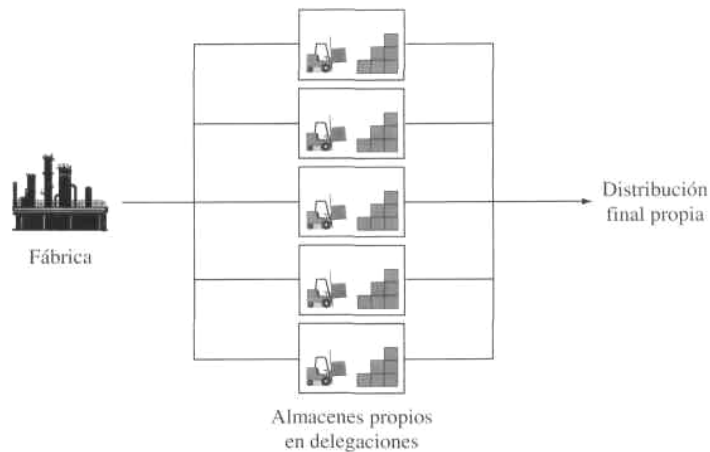 Fábrica
Almacenes propios
en delegaciones
Distribución
final propia